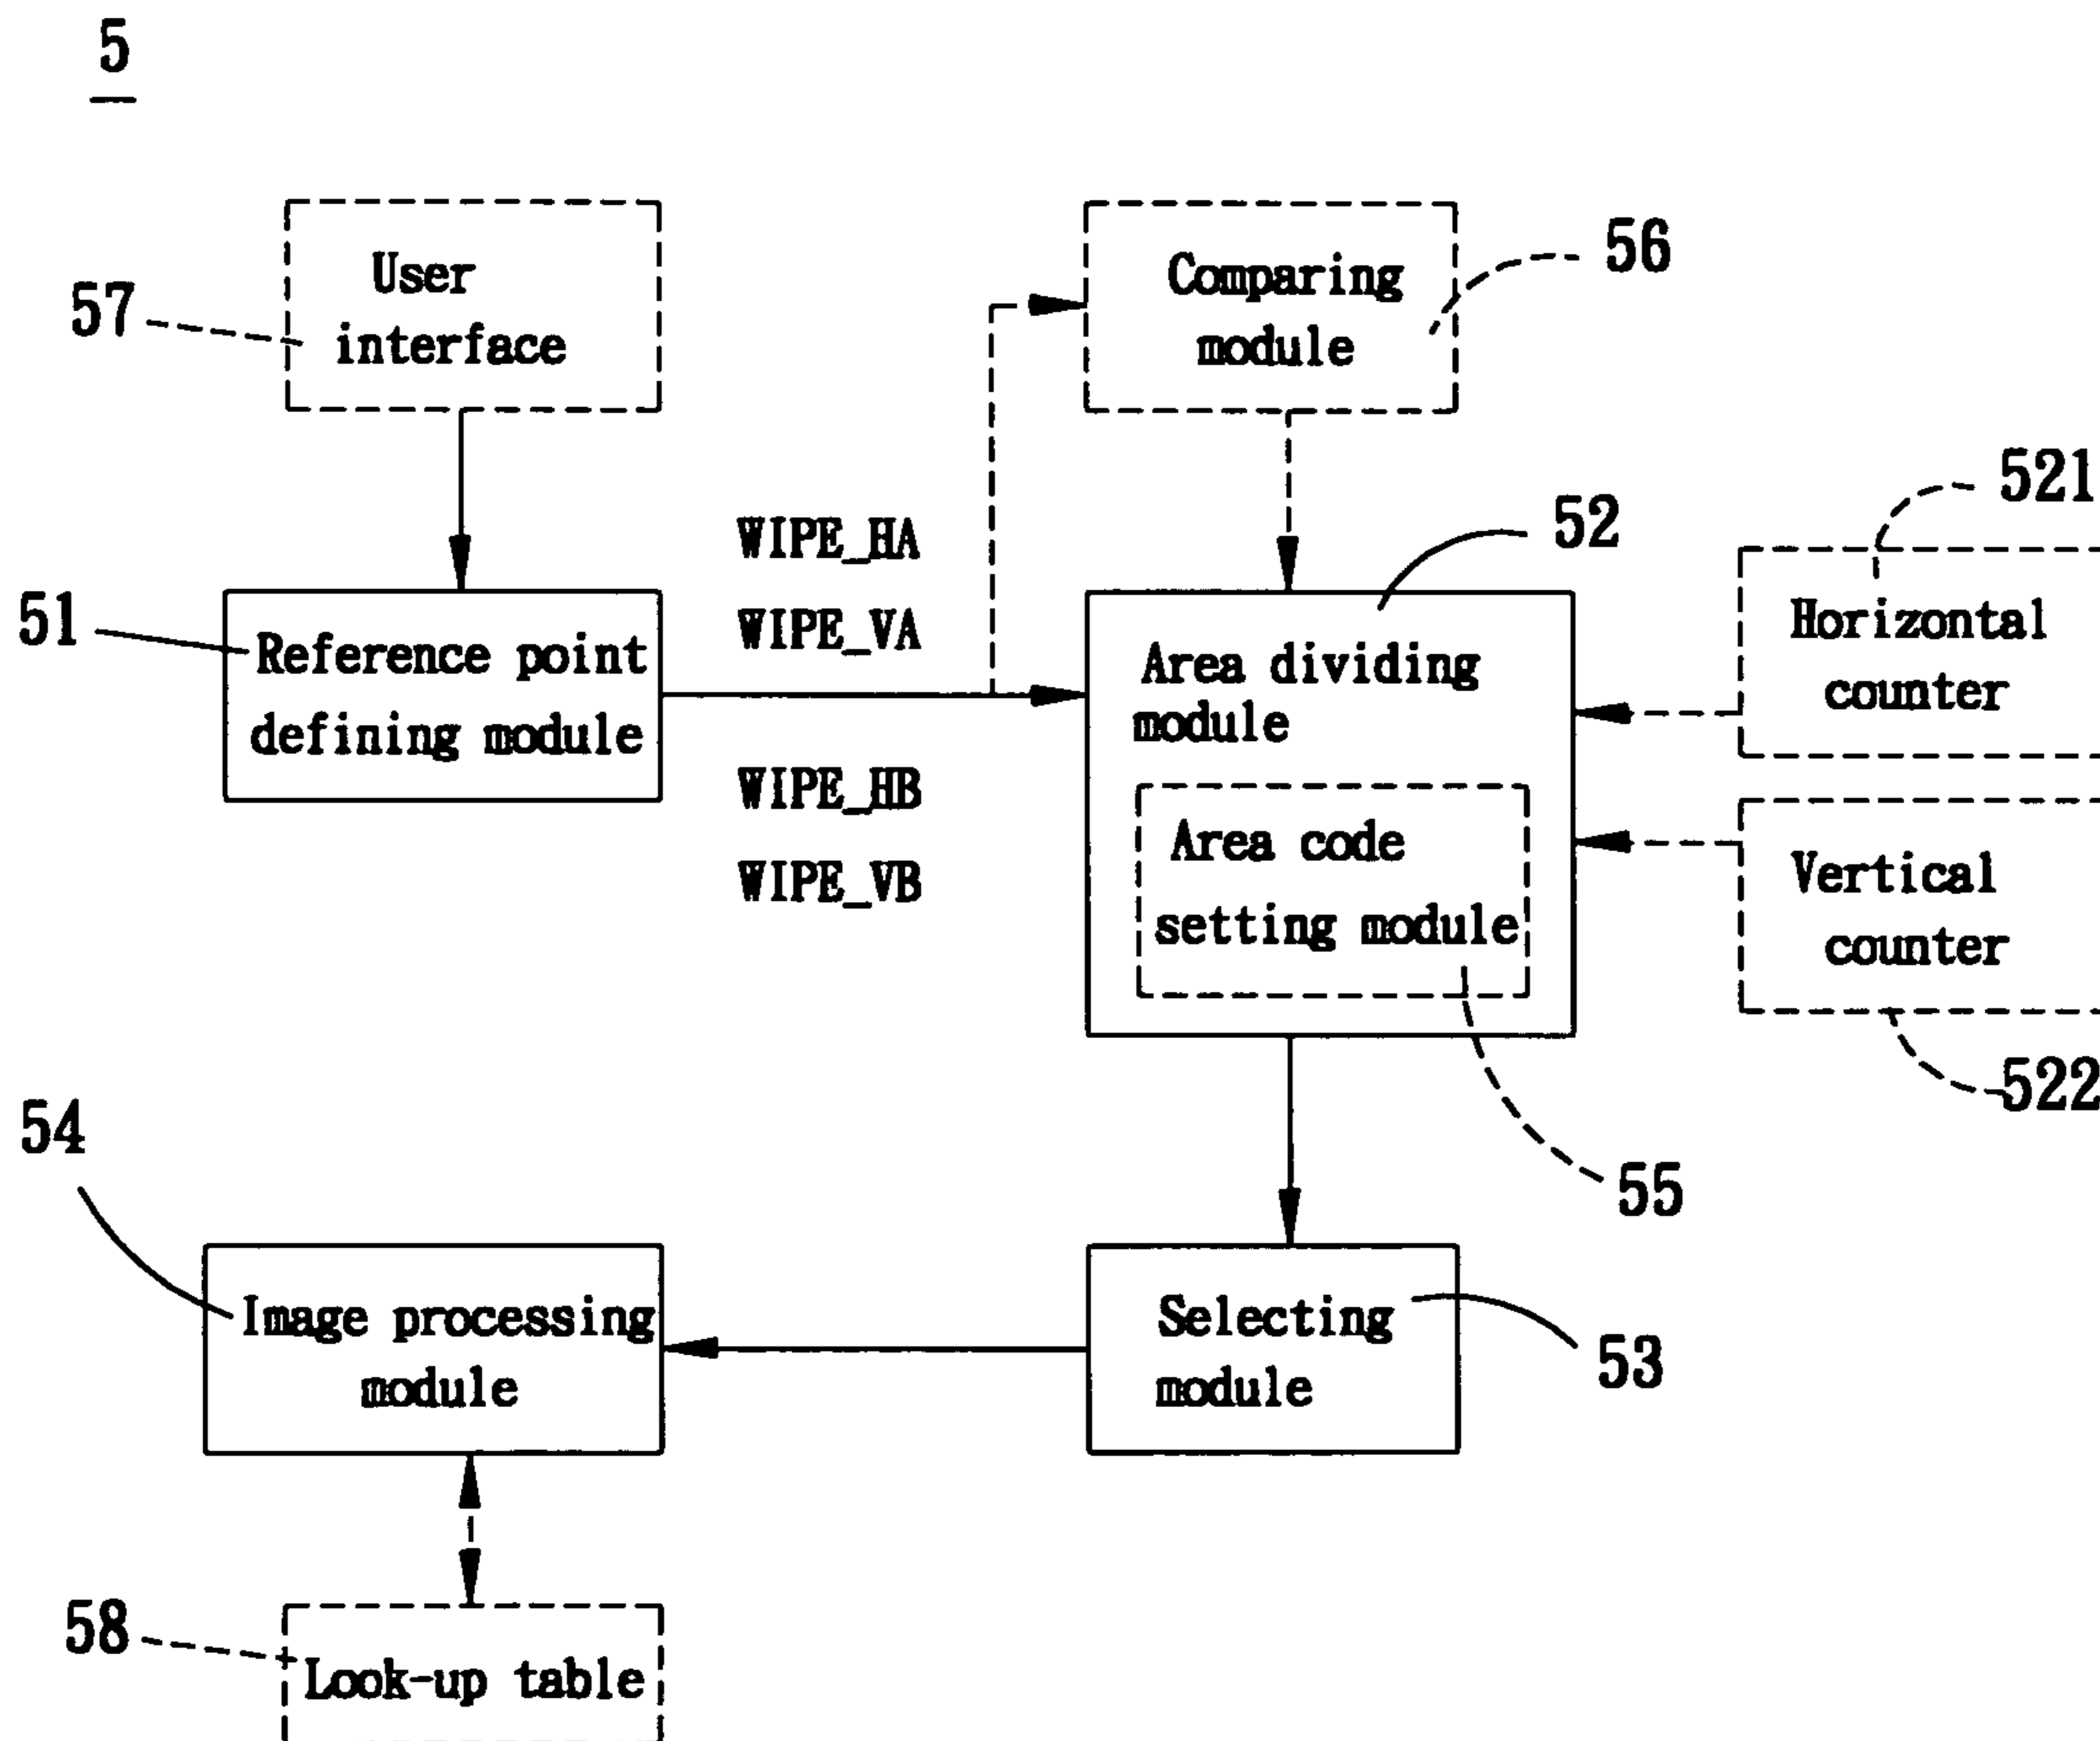 5
User
interface
57
Comparing
module
56
521
52
WIPE_HA
WIPE_VA
51
Reference point
defining module
Area dividing
module
Horizontal
counter
WIPE_HB
WIPE_VB
Area code
setting module
Vertical
counter
522
54
55
Image processing
module
Selecting
module
53
58
Look-up table